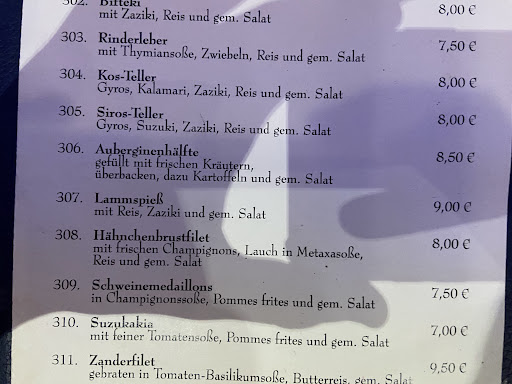 302. Bifteki
mit Zaziki, Reis und gem. Salat 8,00 €
303. Rinderleber
mit Thymiansoße, Zwiebeln, Reis und gem. Salat 7,50 €
304. Kos-Teller
Gyros, Kalamari, Zaziki, Reis und gem. Salat 8,00 €
305. Siros-Teller
Gyros, Suzuki, Zaziki, Reis und gem. Salat 8,00 €
306. Auberginenhälfte
gefüllt mit frischen Kräutern, 8,50 €
überbacken, dazu Kartoffeln und gem. Salat
307. Lammspieß
mit Reis, Zaziki und gem. Salat 9,00 €
308. Hähnchenbrustfilet
mit frischen Champignons, Lauch in Metaxasoße, 8,00 €
Reis und gem. Salat
309. Schweinemedaillons
in Champignonssoße, Pommes frites und gem. Salat 7,50 €
310. Suzukakia
mit feiner Tomatensoße, Pommes frites und gem. Salat 7,00 €
311. Zanderfilet
gebraten in Tomaten-Basilikumsoße, Butterreis, gem. Salat 9,50 €